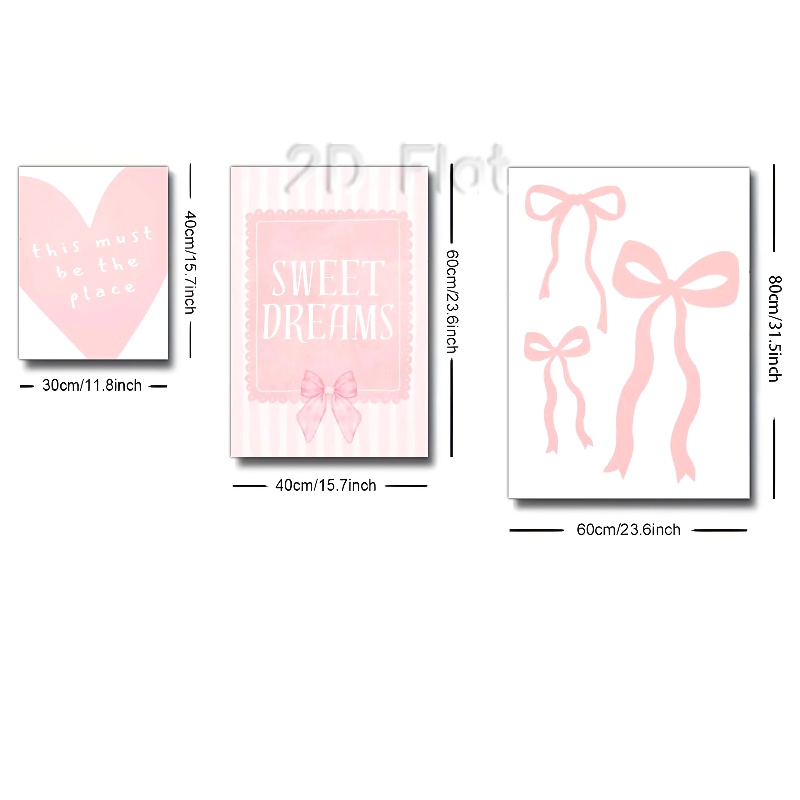 2D Flat
this must
be the
place
40cm/15.7inch
30cm/11.8inch
SWEET
DREAMS
60cm/23.6inch
40cm/15.7inch
80cm/31.5inch
60cm/23.6inch